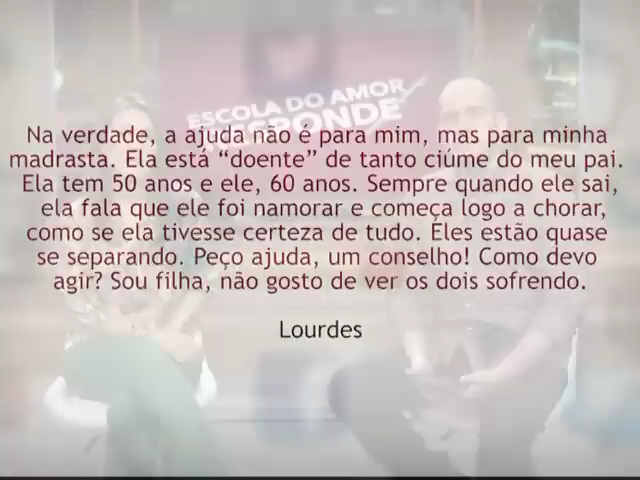 ESCOLA DO AMOR
Na verdade, a ajuda não é para mim, mas para minha
madrasta. Ela está “doente” de tanto ciúme do meu pai.
Ela tem 50 anos e ele, 60 anos. Sempre quando ele sai,
ela fala que ele foi namorar e começa logo a chorar,
como se ela tivesse certeza de tudo. Eles estão quase
se separando. Peço ajuda, um conselho! Como devo
agir? Sou filha, não gosto de ver os dois sofrendo.
Lourdes